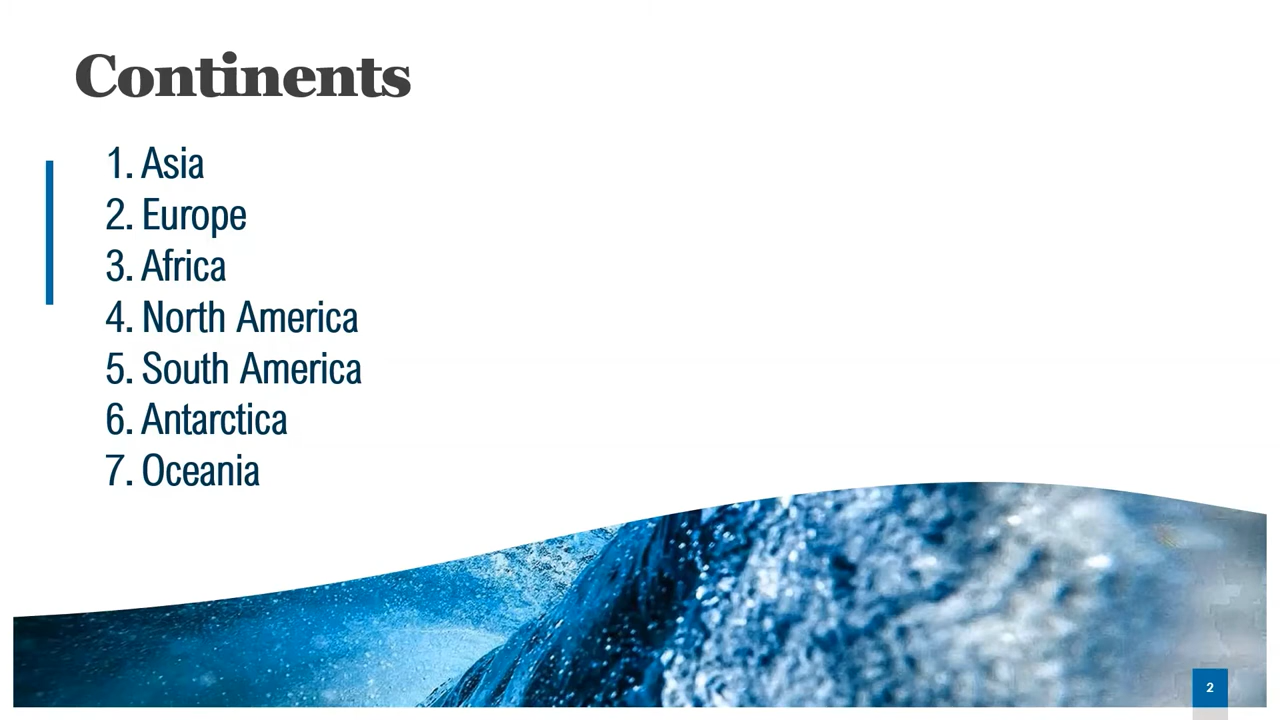 Continents
1. Asia
2. Europe
3. Africa
4. North America
5. South America
6. Antarctica
7. Oceania
2